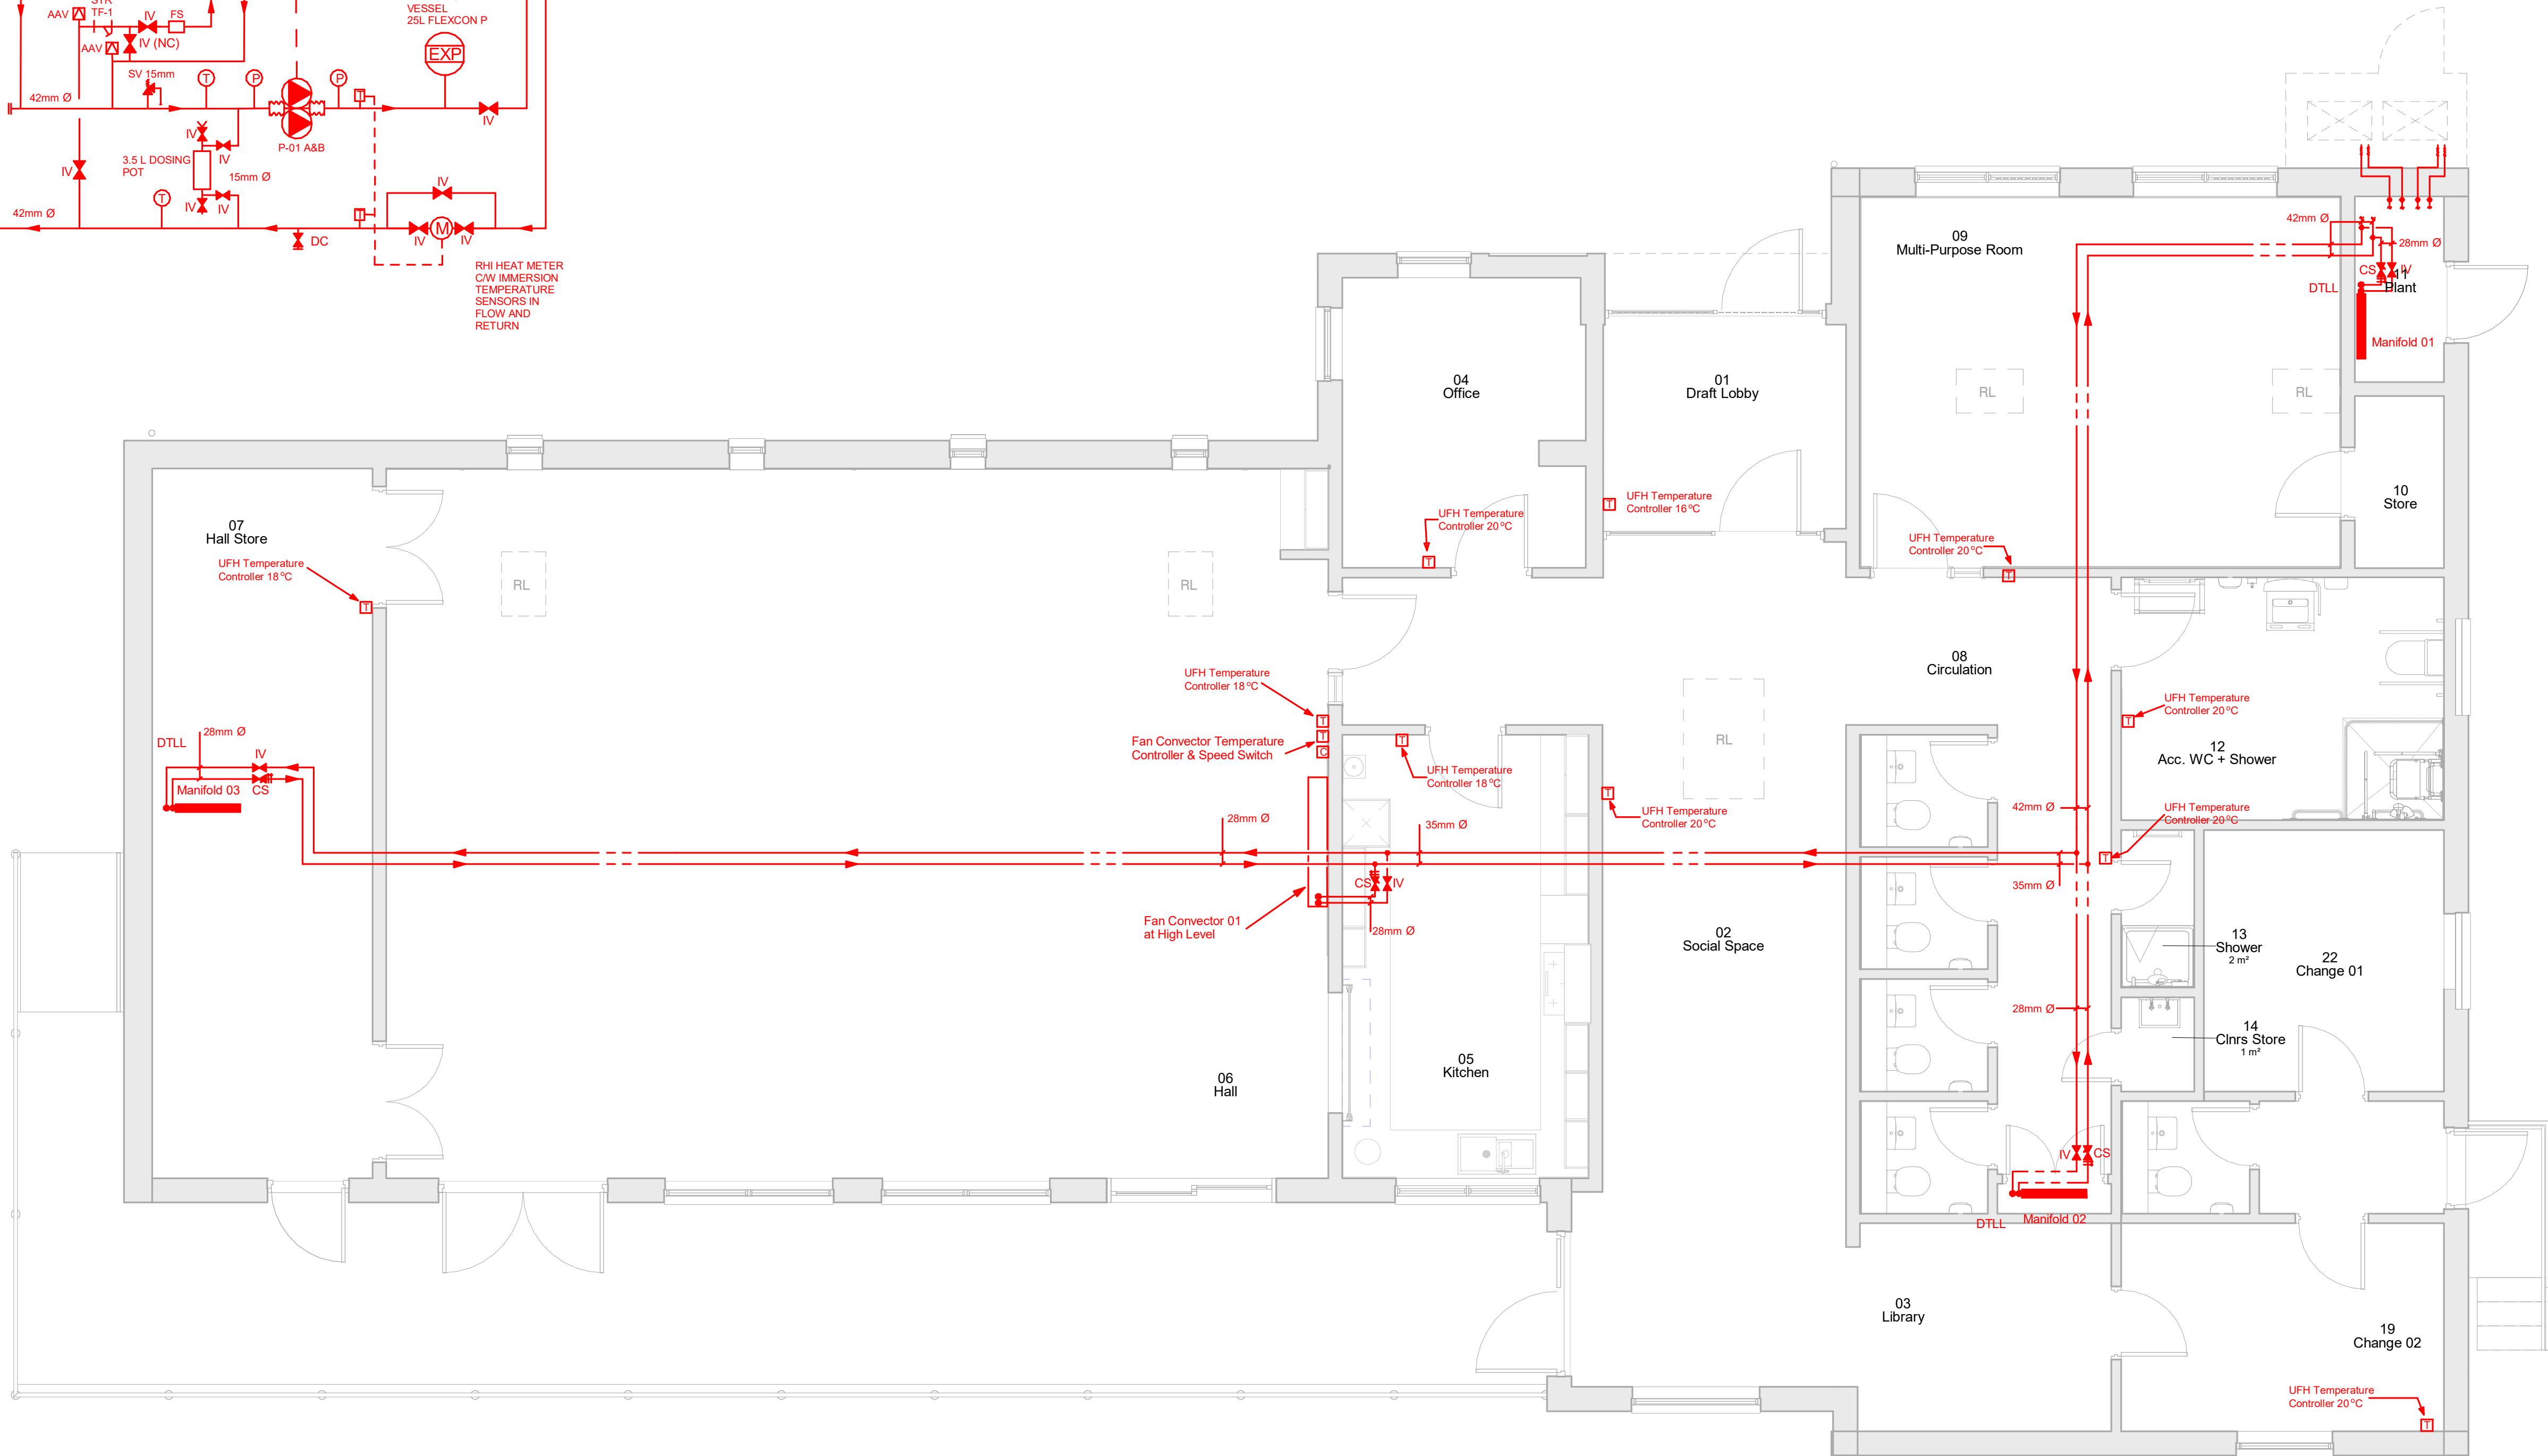 STR
TF-1
AAV
IV
FS
IV (NC)
AAV
VESSEL
25L FLEXCON P
EXP
SV 15mm
T
P
P
T
42mm Ø
IV
IV
IV
P-01 A&B
3.5 L DOSING
POT
15mm Ø
IV
IV
IV
T
T
IV
42mm Ø
M
IV
IV
DC
RHI HEAT METER
C/W IMMERSION
TEMPERATURE
SENSORS IN
FLOW AND
RETURN
09
Multi-Purpose Room
42mm Ø
28mm Ø
CS
IV
11
Plant
DTLL
Manifold 01
04
Office
01
Draft Lobby
RL
RL
10
Store
07
Hall Store
UFH Temperature
Controller 18°C
T
RL
RL
UFH Temperature
Controller 20°C
T
T
UFH Temperature
Controller 16°C
UFH Temperature
Controller 20°C
T
08
Circulation
UFH Temperature
Controller 18°C
T
Fan Convector Temperature
Controller & Speed Switch
T
C
T
UFH Temperature
Controller 18°C
RL
UFH Temperature
Controller 20°C
T
12
Acc. WC + Shower
DTLL
28mm Ø
IV
Manifold 03
CS
T
UFH Temperature
Controller 20°C
28mm Ø
35mm Ø
42mm Ø
UFH Temperature
Controller 20°C
T
CS
IV
35mm Ø
Fan Convector 01
at High Level
28mm Ø
02
Social Space
13
Shower
2 m²
22
Change 01
28mm Ø
14
Clnrs Store
1 m²
06
Hall
05
Kitchen
IV
CS
DTLL
Manifold 02
03
Library
19
Change 02
UFH Temperature
Controller 20°C
T